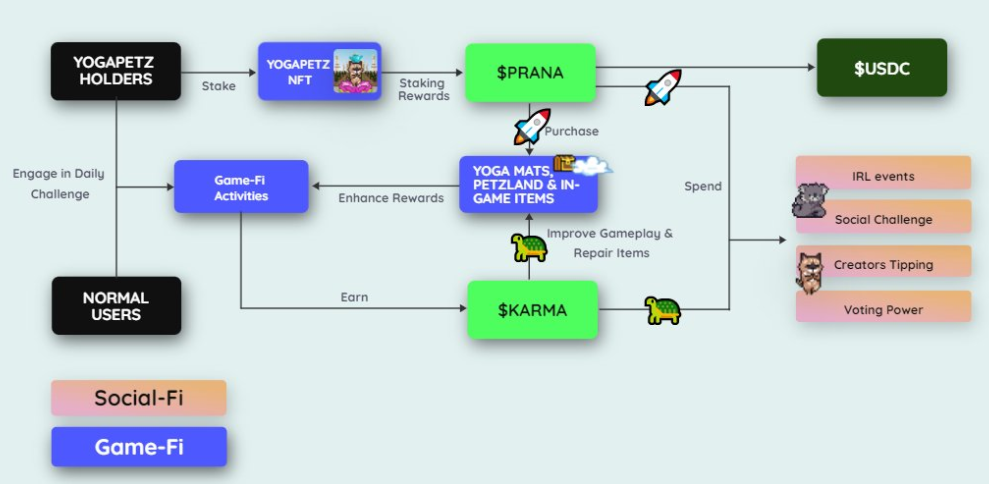 YOGAPETZ
HOLDERS
Stake
YOGAPETZ
NFT
Staking
Rewards
$PRANA
$USDC
Purchase
Engage in Daily
Challenge
Game-Fi
Activities
Enhance Rewards
YOGA MATS,
PETZLAND & IN-
GAME ITEMS
Spend
IRL events
Social Challenge
Creators Tipping
Voting Power
Improve Gameplay &
Repair Items
NORMAL
USERS
Earn
$KARMA
Social-Fi
Game-Fi